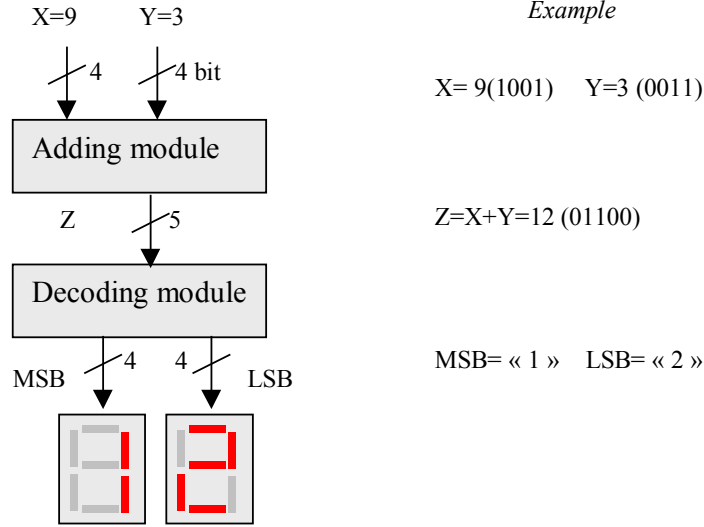 X=9 Y=3
Example
4 4 bit
X= 9(1001) Y=3 (0011)
Adding module
Z 5
Z=X+Y=12 (01100)
Decoding module
4 4
MSB LSB
MSB= « 1 » LSB= « 2 »
12